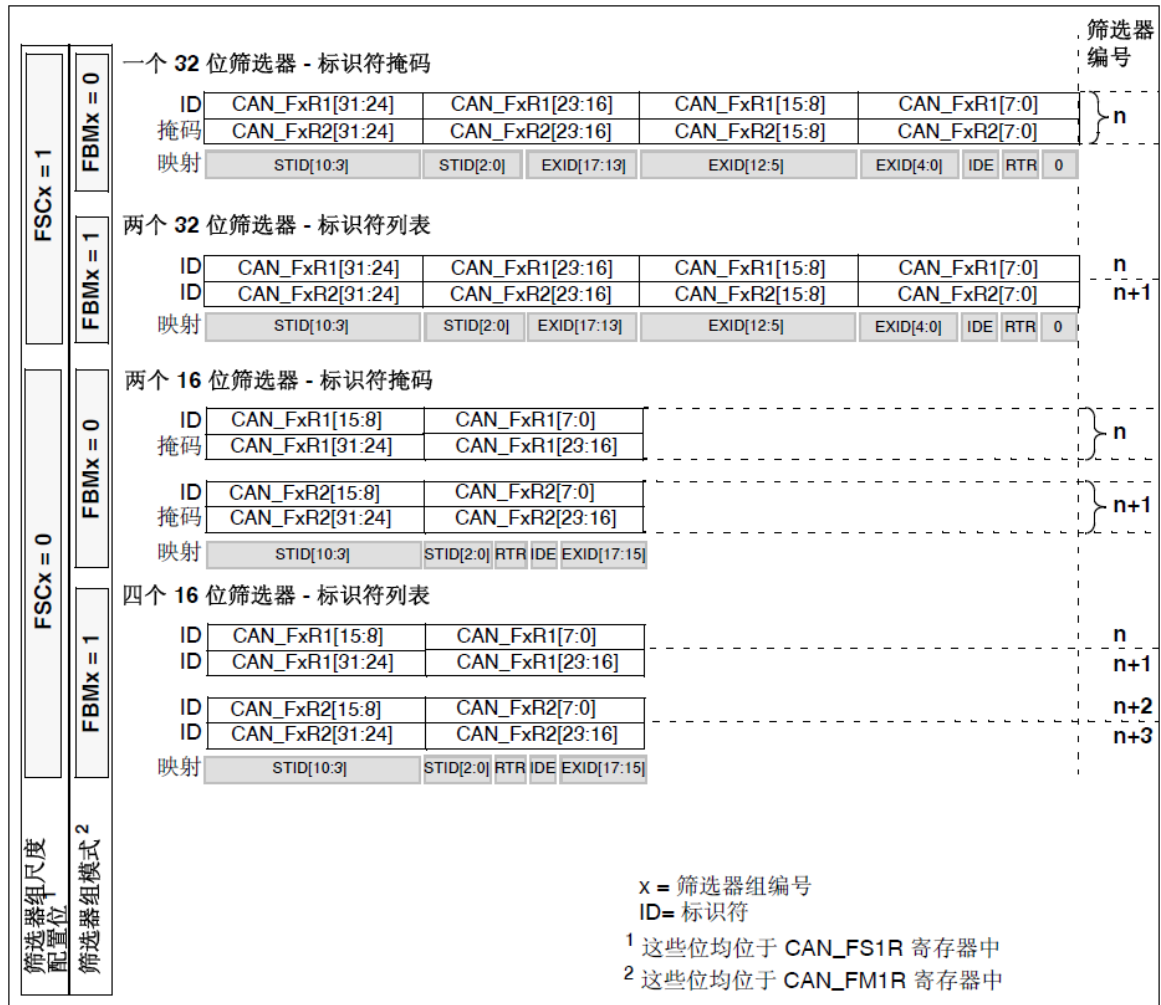 筛选器
编号
一个 32 位筛选器 - 标识符掩码
ID CAN_FxR1[31:24] CAN_FxR1[23:16] CAN_FxR1[15:8] CAN_FxR1[7:0]
掩码 CAN_FxR2[31:24] CAN_FxR2[23:16] CAN_FxR2[15:8] CAN_FxR2[7:0]
n
映射 STID[10:3] STID[2:0] EXID[17:13] EXID[12:5] EXID[4:0] IDE RTR 0
FBMx = 0
FSCx = 1
两个 32 位筛选器 - 标识符列表
ID CAN_FxR1[31:24] CAN_FxR1[23:16] CAN_FxR1[15:8] CAN_FxR1[7:0] n
ID CAN_FxR2[31:24] CAN_FxR2[23:16] CAN_FxR2[15:8] CAN_FxR2[7:0] n+1
映射 STID[10:3] STID[2:0] EXID[17:13] EXID[12:5] EXID[4:0] IDE RTR 0
FBMx = 1
两个 16 位筛选器 - 标识符掩码
ID CAN_FxR1[15:8] CAN_FxR1[7:0]
掩码 CAN_FxR1[31:24] CAN_FxR1[23:16]
n
ID CAN_FxR2[15:8] CAN_FxR2[7:0]
掩码 CAN_FxR2[31:24] CAN_FxR2[23:16]
n+1
映射 STID[10:3] STID[2:0] RTR IDE EXID[17:15]
FBMx = 0
FSCx = 0
四个 16 位筛选器 - 标识符列表
ID CAN_FxR1[15:8] CAN_FxR1[7:0] n
ID CAN_FxR1[31:24] CAN_FxR1[23:16] n+1
ID CAN_FxR2[15:8] CAN_FxR2[7:0] n+2
ID CAN_FxR2[31:24] CAN_FxR2[23:16] n+3
映射 STID[10:3] STID[2:0] RTR IDE EXID[17:15]
FBMx = 1
筛选器组尺度
配置位 1
筛选器组模式 2
x = 筛选器组编号
ID= 标识符
1 这些位均位于 CAN_FS1R 寄存器中
2 这些位均位于 CAN_FM1R 寄存器中